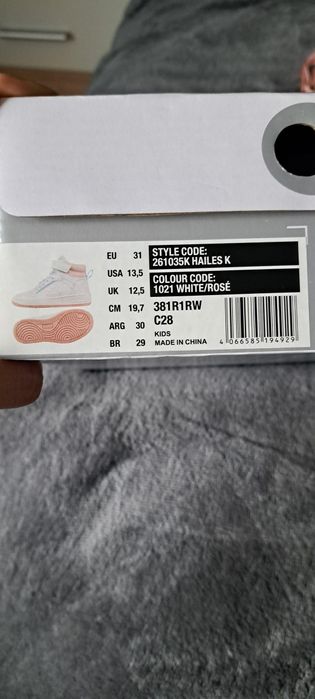 EU 31
USA 13,5
UK 12,5
CM 19,7
ARG 30
BR 29
STYLE CODE:
261035K HAILES K
COLOUR CODE:
1021 WHITE/ROSÉ
381R1RW
C28
KIDS
MADE IN CHINA
4 066585 194929